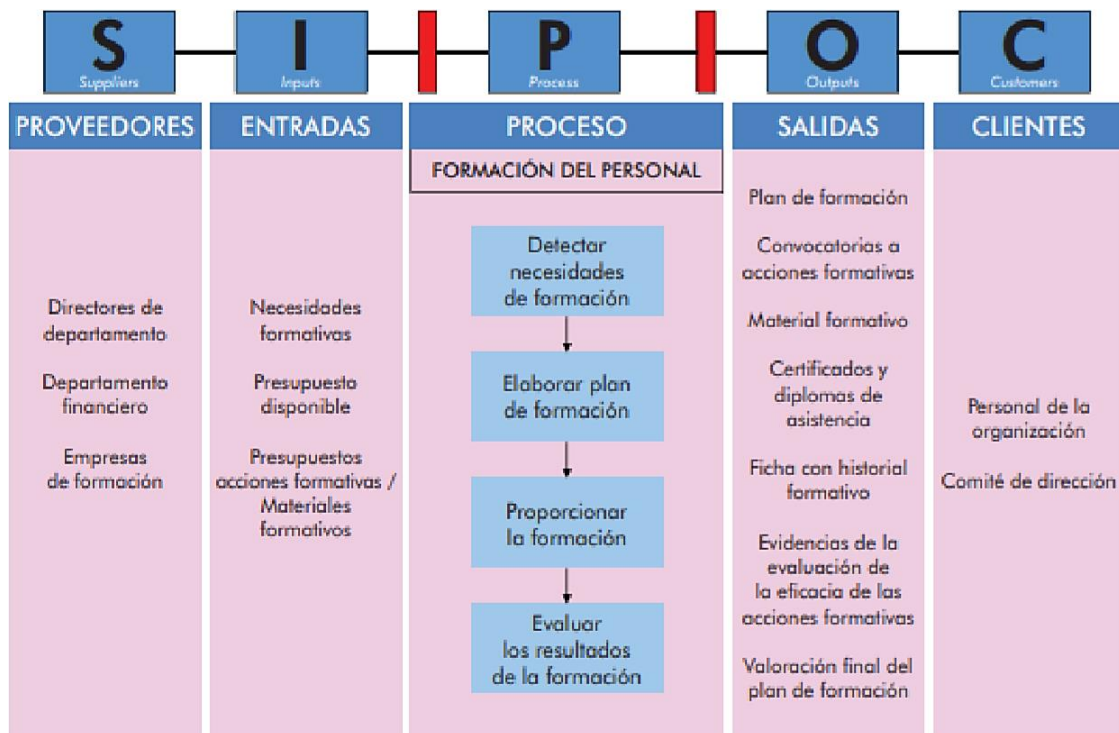 S
Suppliers
I
Inputs
P
Process
O
Outputs
C
Customers
PROVEEDORES
ENTRADAS
PROCESO
SALIDAS
CLIENTES
Directores de
departamento
Departamento
financiero
Empresas
de formación
Necesidades
formativas
Presupuesto
disponible
Presupuestos
acciones formativas /
Materiales
formativos
FORMACIÓN DEL PERSONAL
Detectar
necesidades
de formación
Elaborar plan
de formación
Proporcionar
la formación
Evaluar
los resultados
de la formación
Plan de formación
Convocatorias a
acciones formativas
Material formativo
Certificados y
diplomas de
asistencia
Ficha con historial
formativo
Evidencias de la
evaluación de
la eficacia de las
acciones formativas
Valoración final del
plan de formación
Personal de la
organización
Comité de dirección